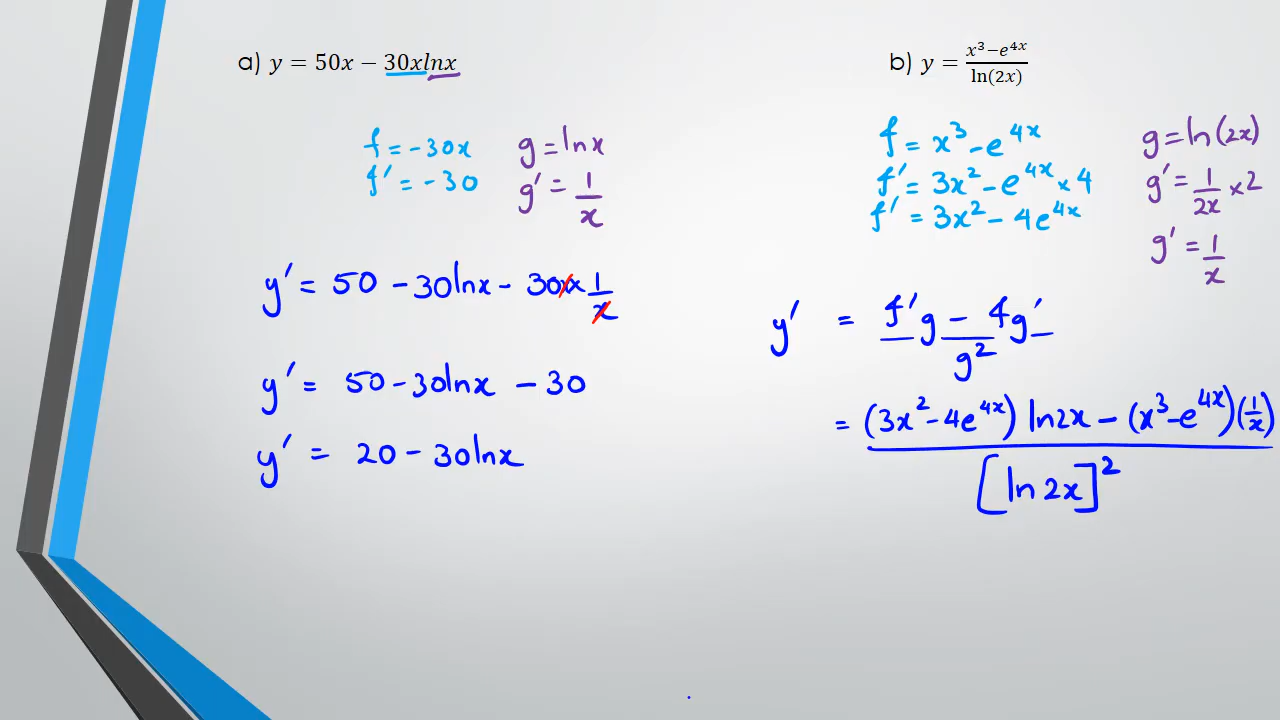 a) y = 50x − 30xlnx
f = -30x
f' = -30
g = lnx
g' = 1/x
y' = 50 - 30lnx - 30x x 1/x
y' = 50 - 30lnx - 30
y' = 20 - 30lnx
b) y = x³−e⁴ˣ / ln(2x)
f = x³ - e⁴ˣ
f' = 3x² - e⁴ˣ × 4
f' = 3x² - 4e⁴ˣ
g = ln(2x)
g' = 1/2x × 2
g' = 1/x
y' = f'g - fg' / g²
= (3x² - 4e⁴ˣ) ln2x - (x³ - e⁴ˣ)(1/x) / [ln 2x]²